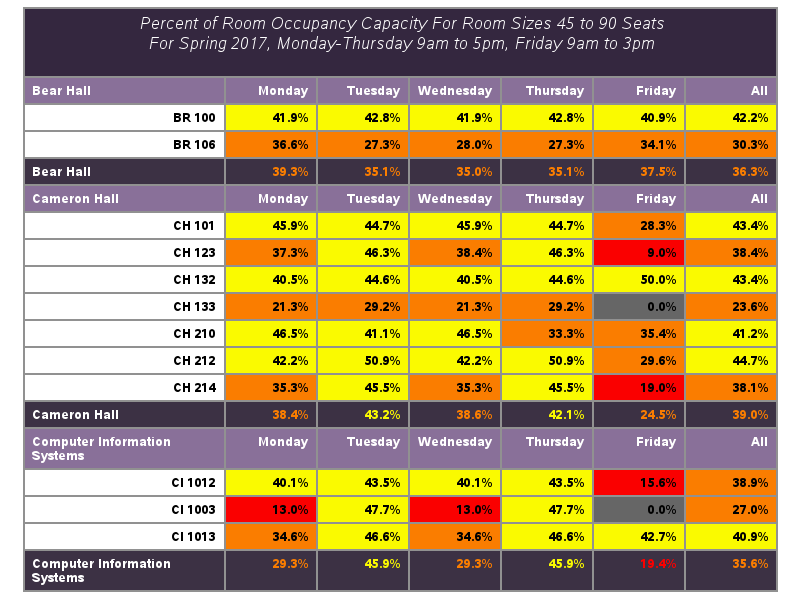 Percent of Room Occupancy Capacity For Room Sizes 45 to 90 Seats
For Spring 2017, Monday-Thursday 9am to 5pm, Friday 9am to 3pm
Bear Hall Monday Tuesday Wednesday Thursday Friday All
BR 100 41.9% 42.8% 41.9% 42.8% 40.9% 42.2%
BR 106 36.6% 27.3% 28.0% 27.3% 34.1% 30.3%
Bear Hall 39.3% 35.1% 35.0% 35.1% 37.5% 36.3%
Cameron Hall Monday Tuesday Wednesday Thursday Friday All
CH 101 45.9% 44.7% 45.9% 44.7% 28.3% 43.4%
CH 123 37.3% 46.3% 38.4% 46.3% 9.0% 38.4%
CH 132 40.5% 44.6% 40.5% 44.6% 50.0% 43.4%
CH 133 21.3% 29.2% 21.3% 29.2% 0.0% 23.6%
CH 210 46.5% 41.1% 46.5% 33.3% 35.4% 41.2%
CH 212 42.2% 50.9% 42.2% 50.9% 29.6% 44.7%
CH 214 35.3% 45.5% 35.3% 45.5% 19.0% 38.1%
Cameron Hall 38.4% 43.2% 38.6% 42.1% 24.5% 39.0%
Computer Information Monday Tuesday Wednesday Thursday Friday All
Systems
CI 1012 40.1% 43.5% 40.1% 43.5% 15.6% 38.9%
CI 1003 13.0% 47.7% 13.0% 47.7% 0.0% 27.0%
CI 1013 34.6% 46.6% 34.6% 46.6% 42.7% 40.9%
Computer Information 29.3% 45.9% 29.3% 45.9% 19.4% 35.6%
Systems